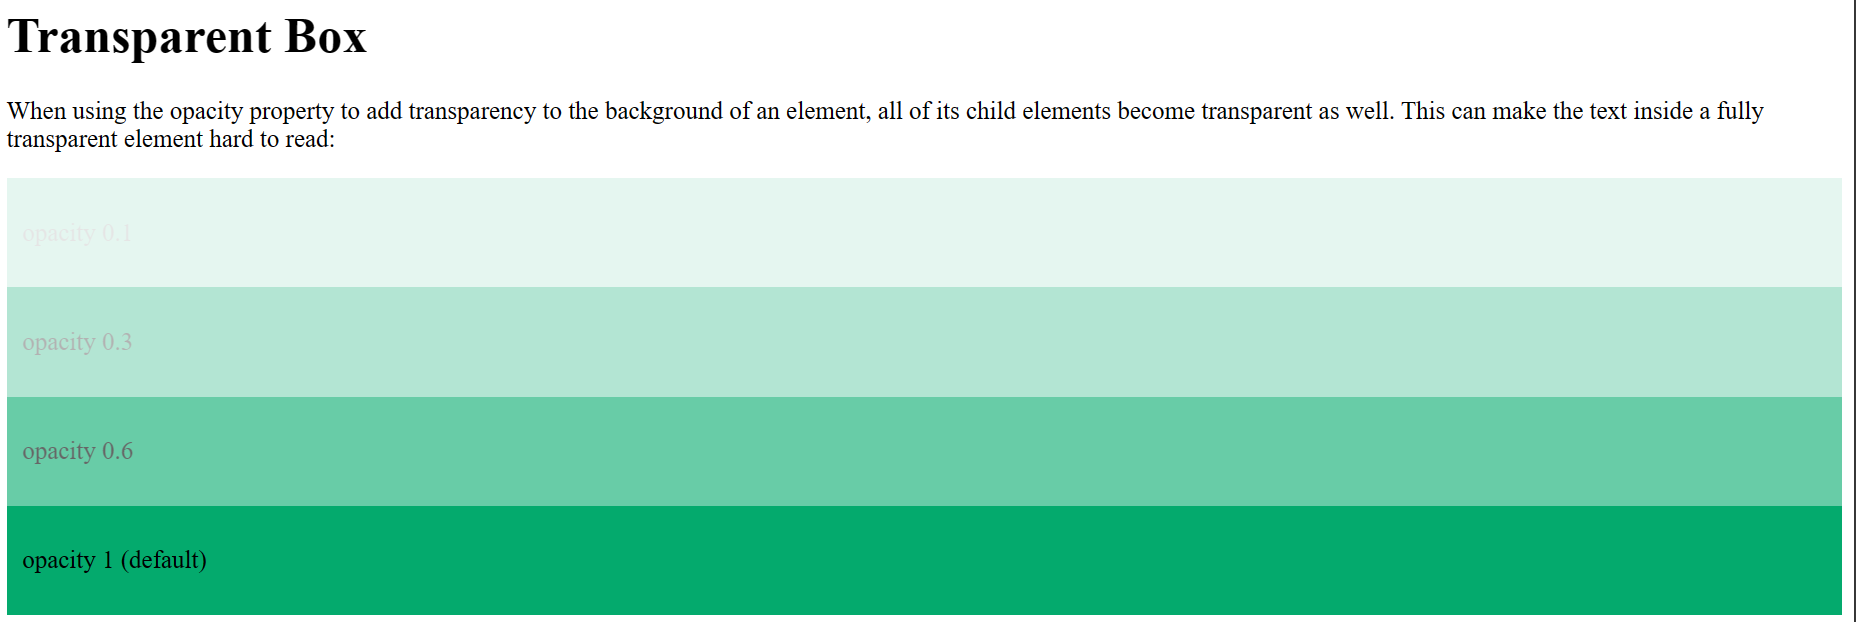 Transparent Box
When using the opacity property to add transparency to the background of an element, all of its child elements become transparent as well. This can make the text inside a fully
transparent element hard to read:
opacity 0.1
opacity 0.3
opacity 0.6
opacity 1 (default)